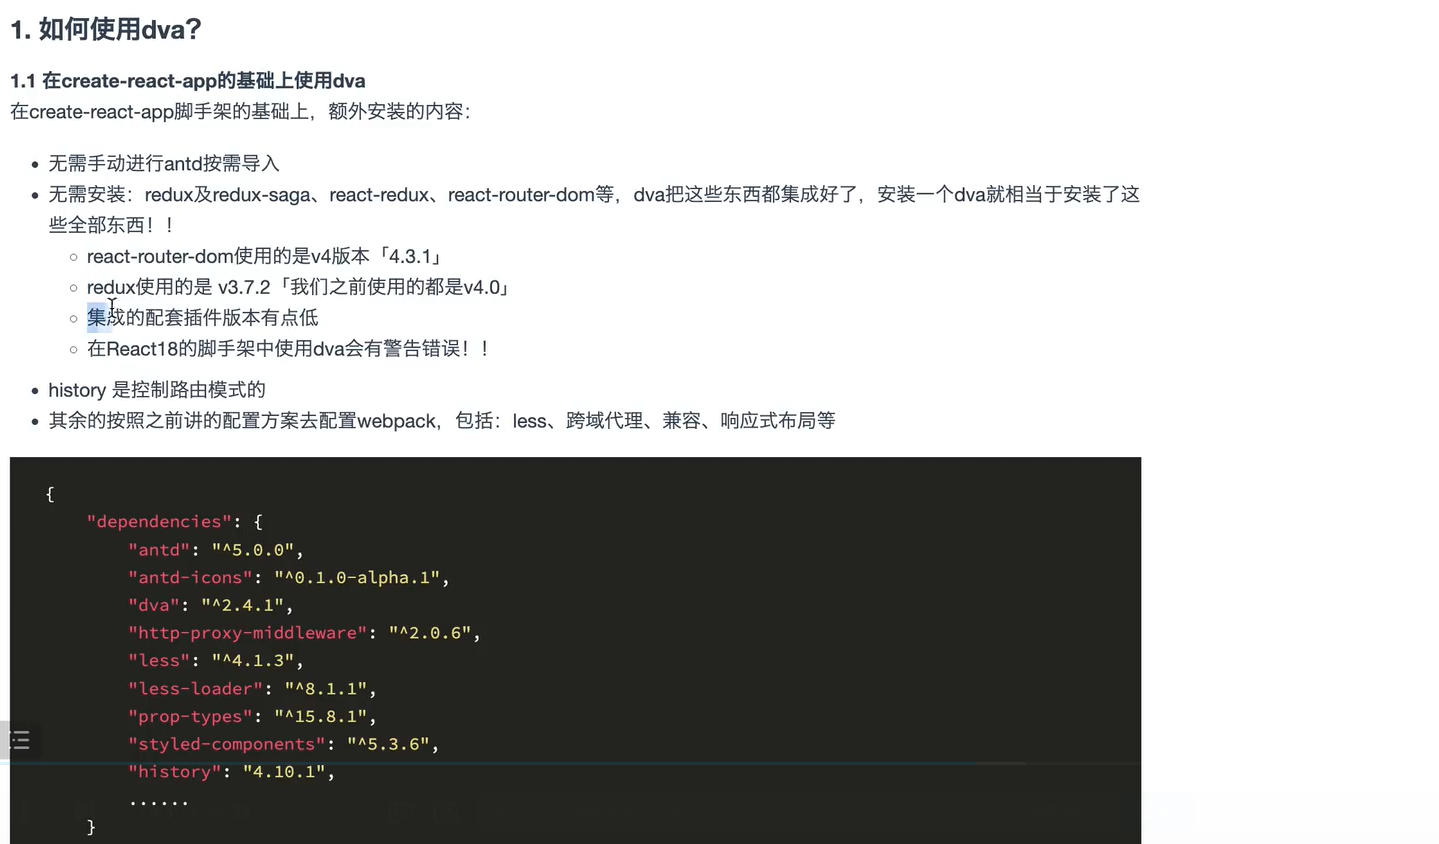 1. 如何使用dva？
1.1 在create-react-app的基础上使用dva
在create-react-app脚手架的基础上，额外安装的内容：
无需手动进行antd按需导入
无需安装：redux及redux-saga、react-redux、react-router-dom等，dva把这些东西都集成好了，安装一个dva就相当于安装了这
些全部东西！！
react-router-dom使用的是v4版本「4.3.1」
redux使用的是 v3.7.2「我们之前使用的都是v4.0」
集成的配套插件版本有点低
在React18的脚手架中使用dva会有警告错误！！
history 是控制路由模式的
其余的按照之前讲的配置方案去配置webpack，包括：less、跨域代理、兼容、响应式布局等
{
"dependencies": {
"antd": "^5.0.0",
"antd-icons": "^0.1.0-alpha.1",
"dva": "^2.4.1",
"http-proxy-middleware": "^2.0.6",
"less": "^4.1.3",
"less-loader": "^8.1.1",
"prop-types": "^15.8.1",
"styled-components": "^5.3.6",
"history": "4.10.1",
......
}